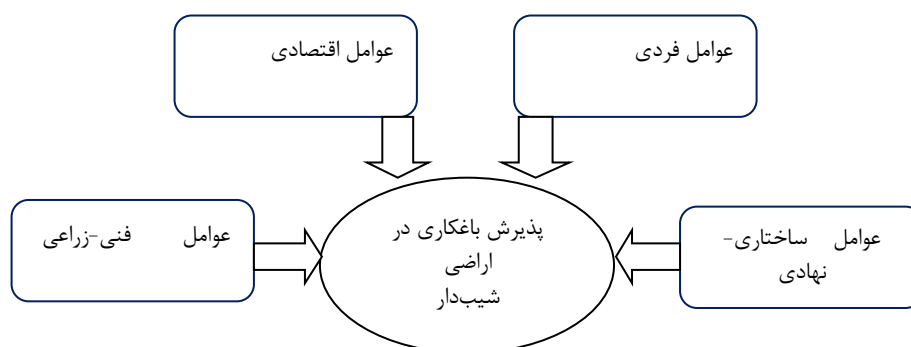 عوامل فردی
عوامل اقتصادی
عوامل ساختاری-
نهادی
پذیرش باغکاری در
اراضی
شیب‌دار
عوامل فنی-زراعی